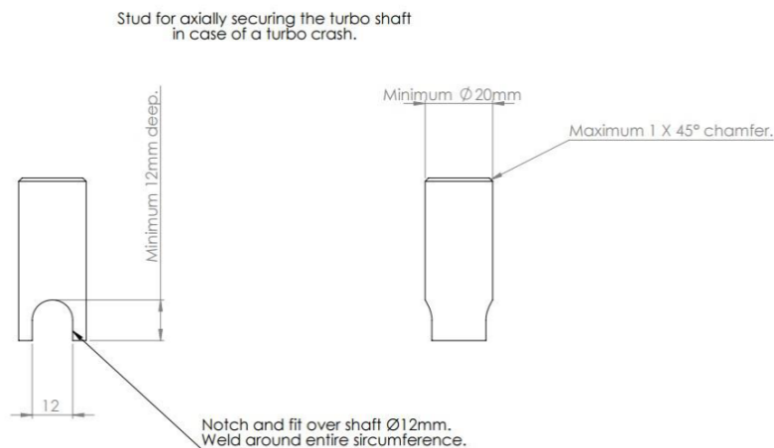 Stud for axially securing the turbo shaft
in case of a turbo crash.
Minimum Ø20mm
Maximum 1 X 45° chamfer.
Minimum 12mm deep.
12
Notch and fit over shaft Ø12mm.
Weld around entire sircumference.